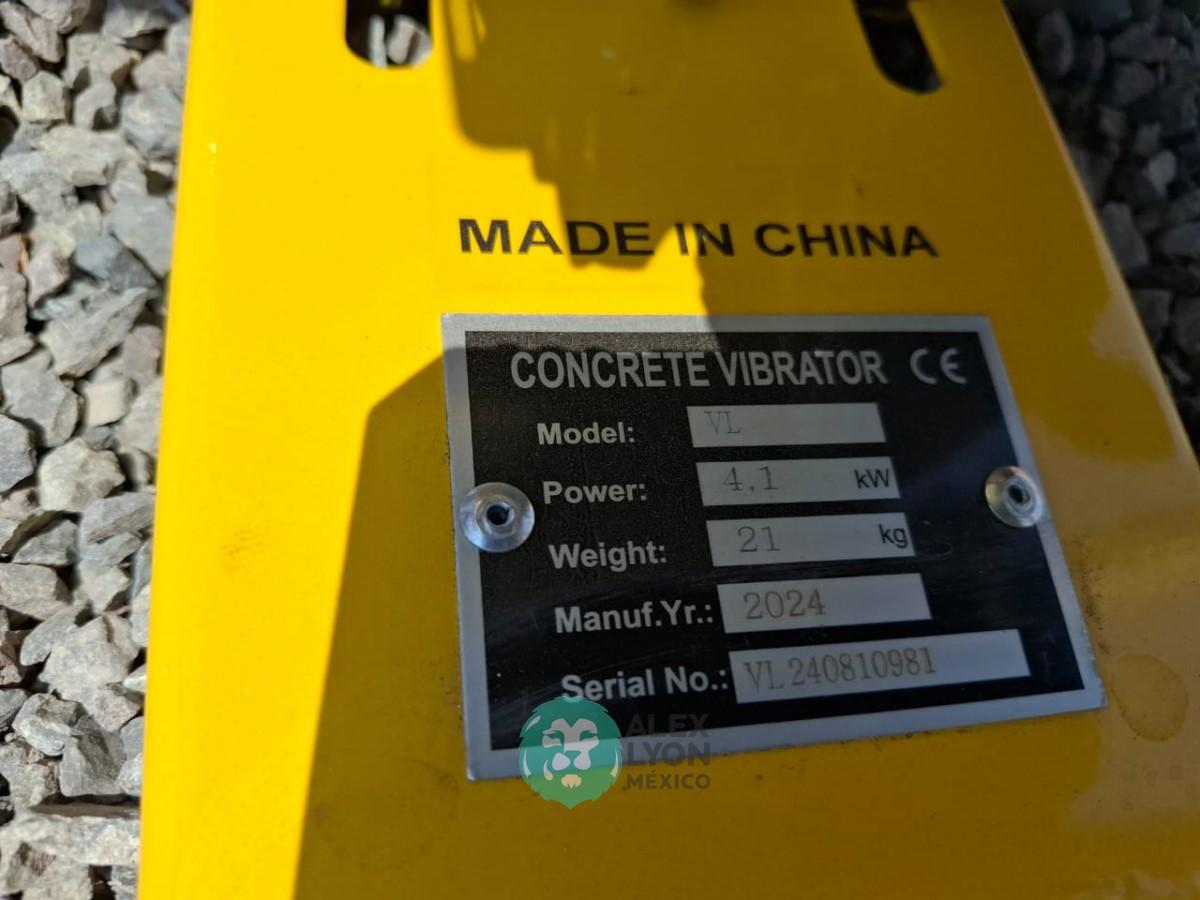 MADE IN CHINA
CONCRETE VIBRATOR CE
Model: VL
Power: 4.1 kW
Weight: 21 kg
Manuf.Yr.: 2024
Serial No.: VL240810981
ALEX
LYON
MÉXICO